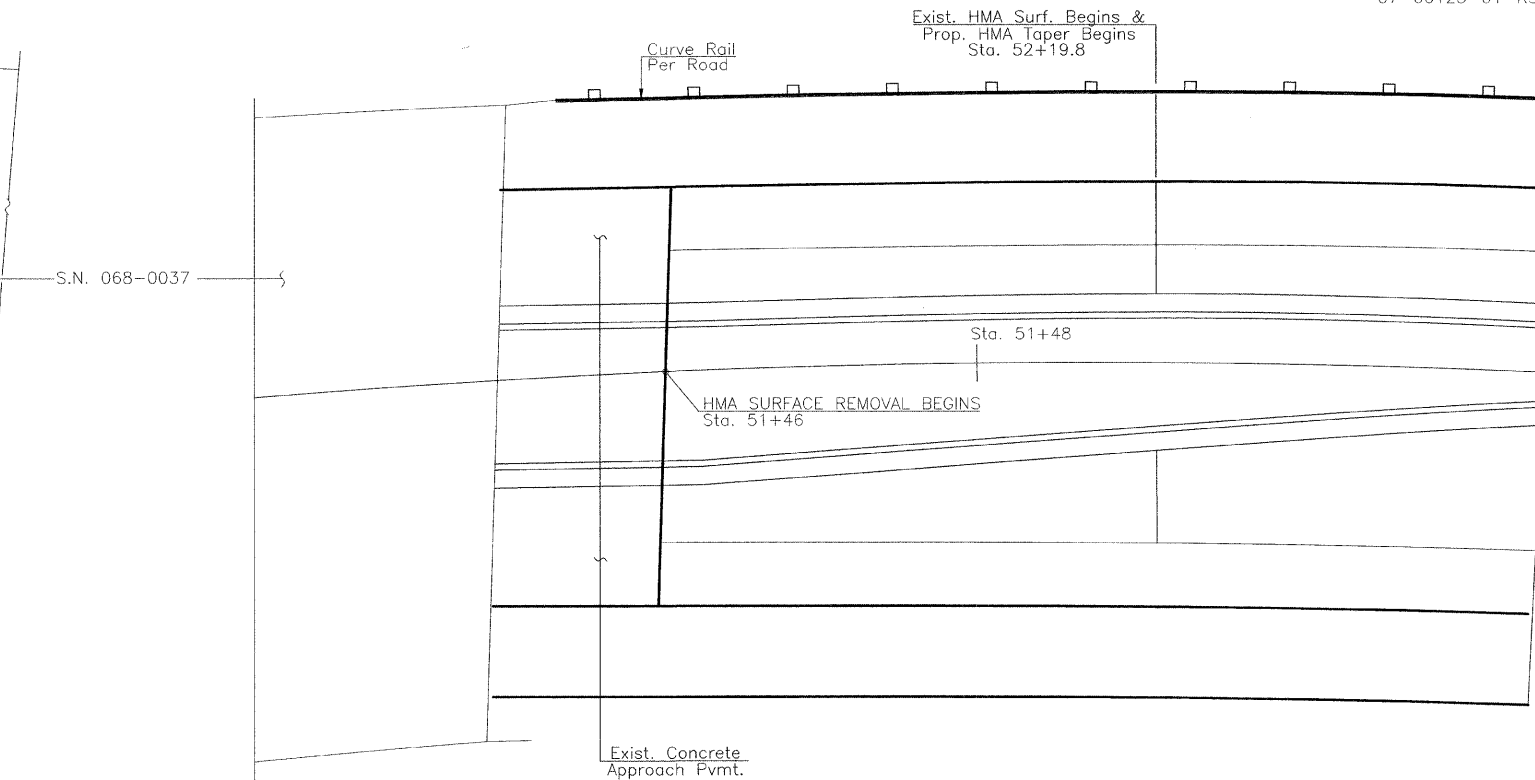 Exist. HMA Surf. Begins &
Prop. HMA Taper Begins
Sta. 52+19.8
Curve Rail
Per Road
S.N. 068-0037
Sta. 51+48
HMA SURFACE REMOVAL BEGINS
Sta. 51+46
Exist. Concrete
Approach Pvmt.